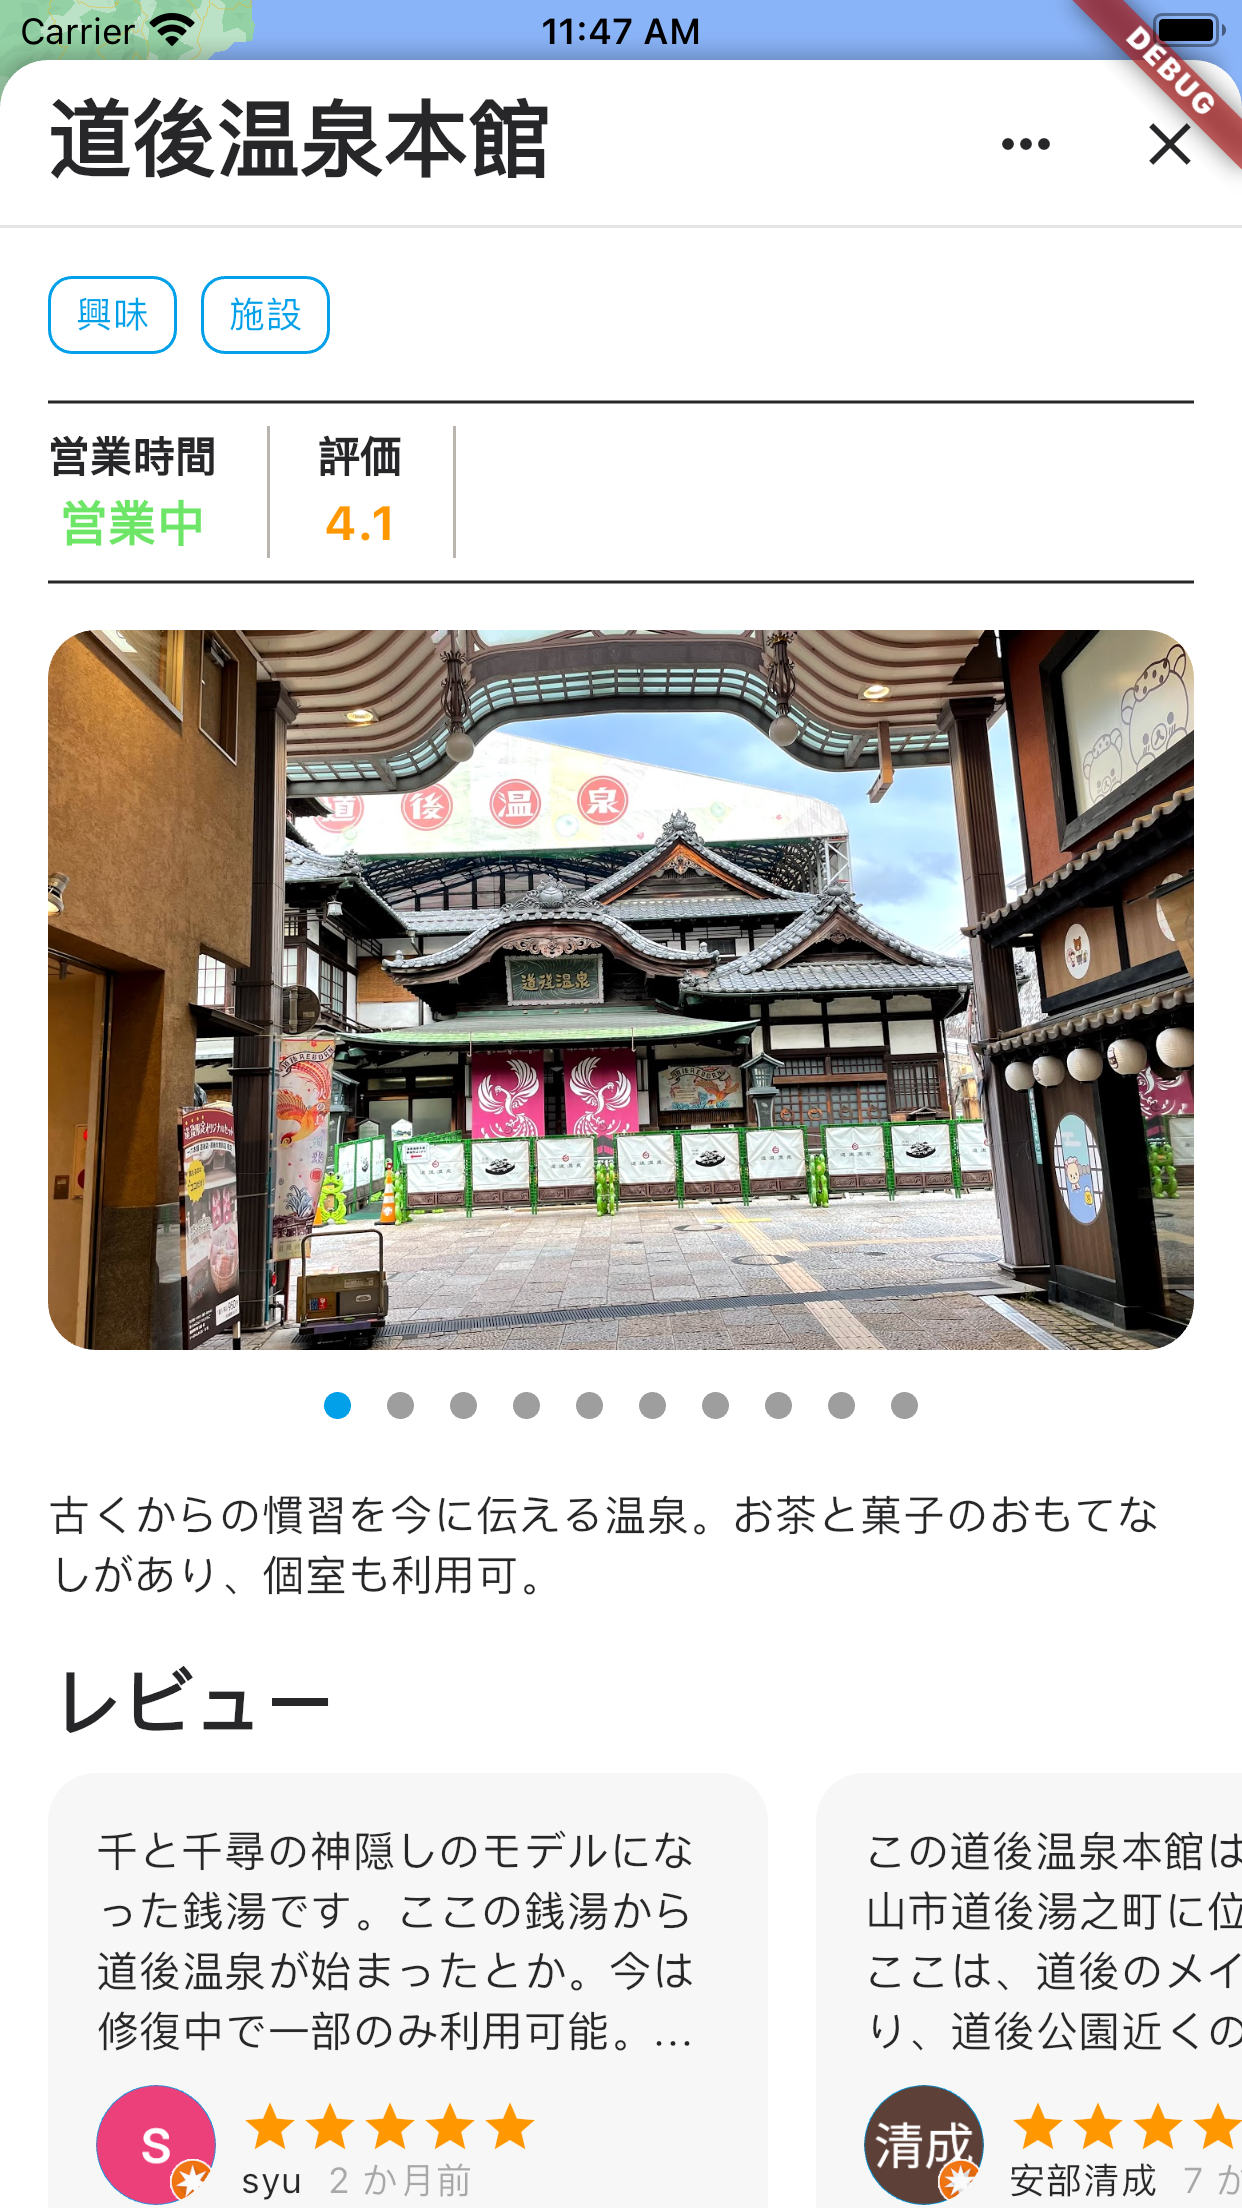 Carrier 11:47 AM
DEBUG
道後温泉本館
興味 施設
営業時間 評価
営業中 4.1
道後温泉
道後温泉
古くからの慣習を今に伝える温泉。お茶と菓子のおもてな
しがあり、個室も利用可。
レビュー
千と千尋の神隠しのモデルにな
った銭湯です。ここの銭湯から
道後温泉が始まったとか。今は
修復中で一部のみ利用可能。...
S
syu 2 か月前
この道後温泉本館は
山市道後湯之町に位
ここは、道後のメイ
り、道後公園近くの
清成
安部清成 7 か